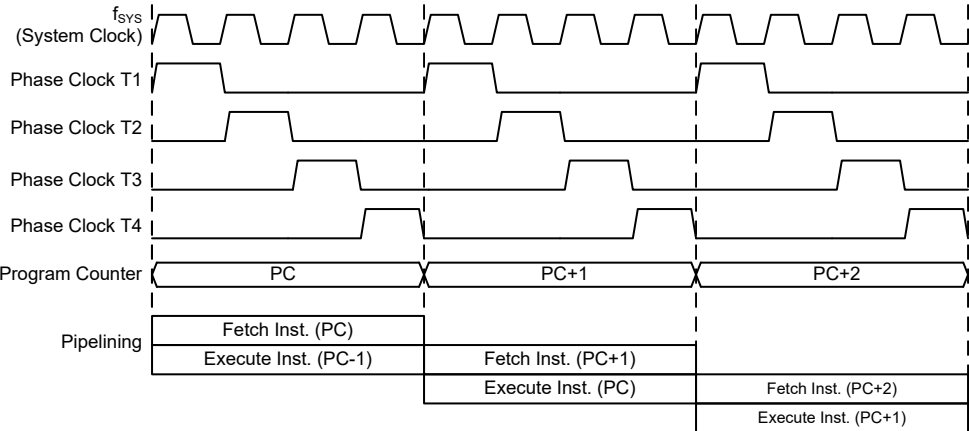 fSYS
(System Clock)
Phase Clock T1
Phase Clock T2
Phase Clock T3
Phase Clock T4
Program Counter
PC
PC+1
PC+2
Pipelining
Fetch Inst. (PC)
Execute Inst. (PC-1)
Fetch Inst. (PC+1)
Execute Inst. (PC)
Fetch Inst. (PC+2)
Execute Inst. (PC+1)